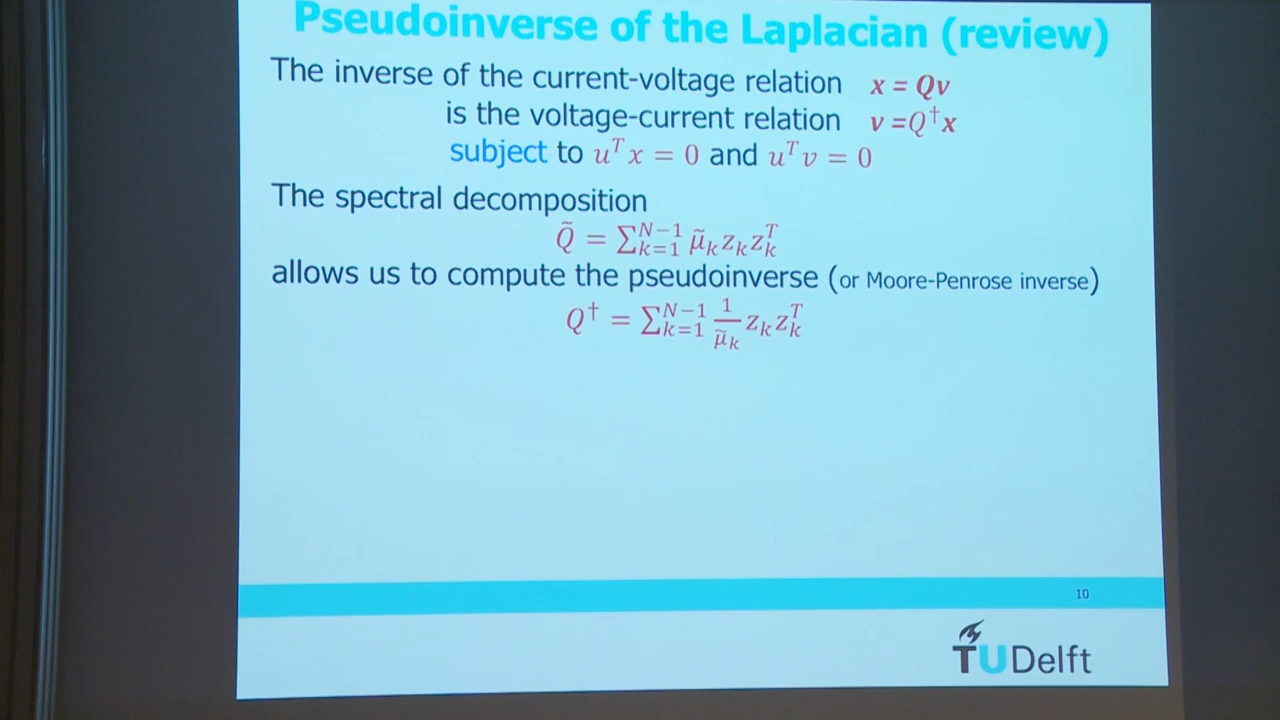 Pseudoinverse of the Laplacian (review)
The inverse of the current-voltage relation x = Qv
is the voltage-current relation v =Q†x
subject to uᵀx = 0 and uᵀv = 0
The spectral decomposition
Q̃ = ∑_{k=1}^{N−1} μ̃_k z_k z_k^T
allows us to compute the pseudoinverse (or Moore-Penrose inverse)
Q† = ∑_{k=1}^{N−1} 1/μ̃_k z_k z_k^T
10
TUDelft